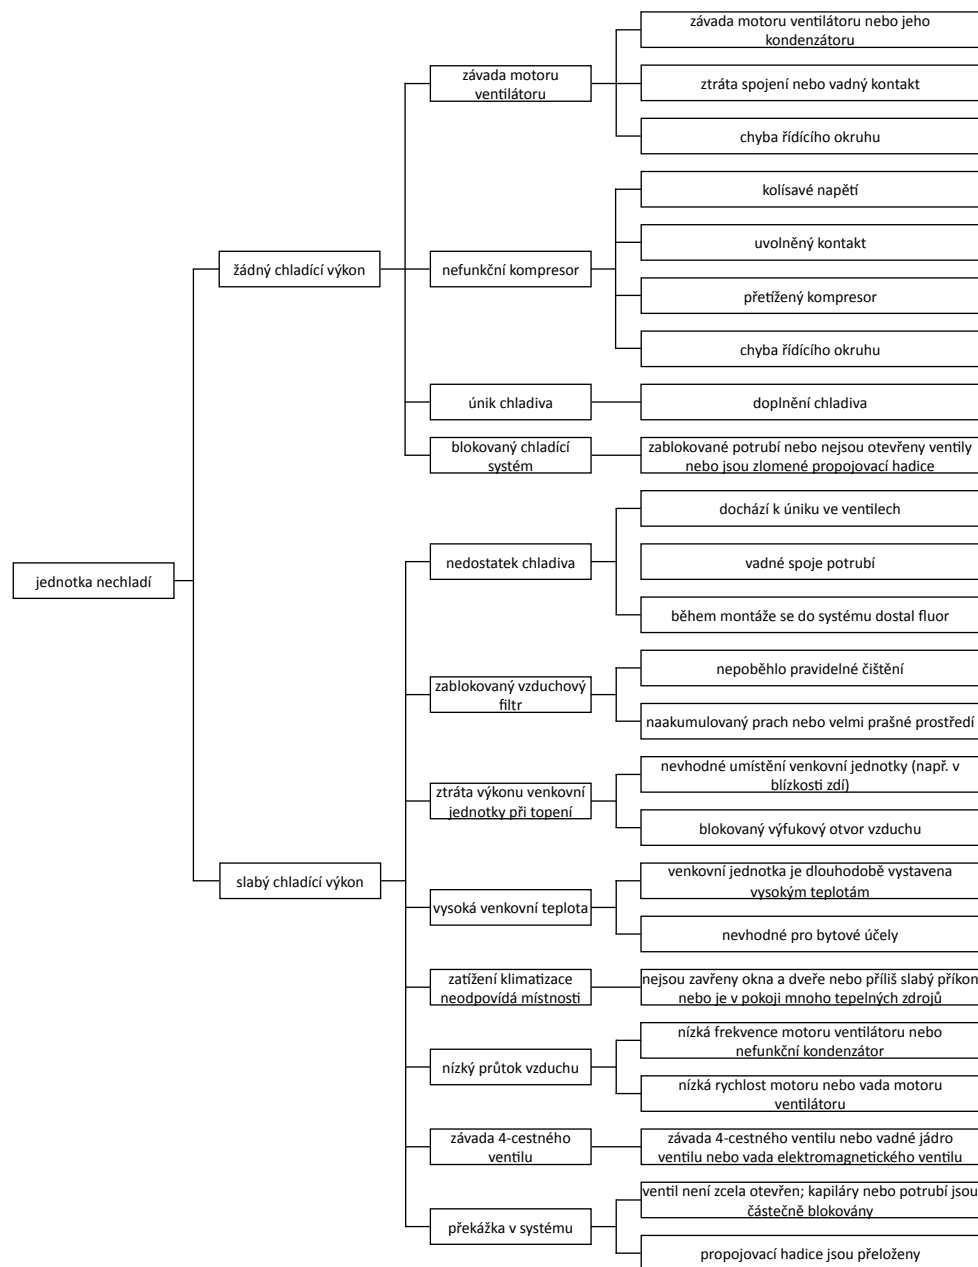 jednotka nechladí
žádný chladící výkon
závada motoru
ventilátoru
závada motoru ventilátoru nebo jeho
kondenzátoru
ztráta spojení nebo vadný kontakt
chyba řídícího okruhu
nefunkční kompresor
kolísavé napětí
uvolněný kontakt
přetížený kompresor
chyba řídícího okruhu
únik chladiva
doplnění chladiva
blokovaný chladící
systém
zablokované potrubí nebo nejsou otevřeny ventily
nebo jsou zlomené propojovací hadice
slabý chladící výkon
nedostatek chladiva
dochází k úniku ve ventilech
vadné spoje potrubí
během montáže se do systému dostal fluor
zablokovaný vzduchový
filtr
nepoběhlo pravidelné čištění
naakumulovaný prach nebo velmi prašné prostředí
ztráta výkonu venkovní
jednotky při topení
nevhodné umístění venkovní jednotky (např. v
blízkosti zdí)
blokovaný výfukový otvor vzduchu
vysoká venkovní teplota
venkovní jednotka je dlouhodobě vystavena
vysokým teplotám
nevhodné pro bytové účely
zatížení klimatizace
neodpovídá místnosti
nejsou zavřeny okna a dveře nebo příliš slabý příkon
nebo je v pokoji mnoho tepelných zdrojů
nízký průtok vzduchu
nízká frekvence motoru ventilátoru nebo
nefunkční kondenzátor
nízká rychlost motoru nebo vada motoru
ventilátoru
závada 4-cestného
ventilu
závada 4-cestného ventilu nebo vadné jádro
ventilu nebo vada elektromagnetického ventilu
překážka v systému
ventil není zcela otevřen; kapiláry nebo potrubí jsou
částečně blokovány
propojovací hadice jsou přeloženy